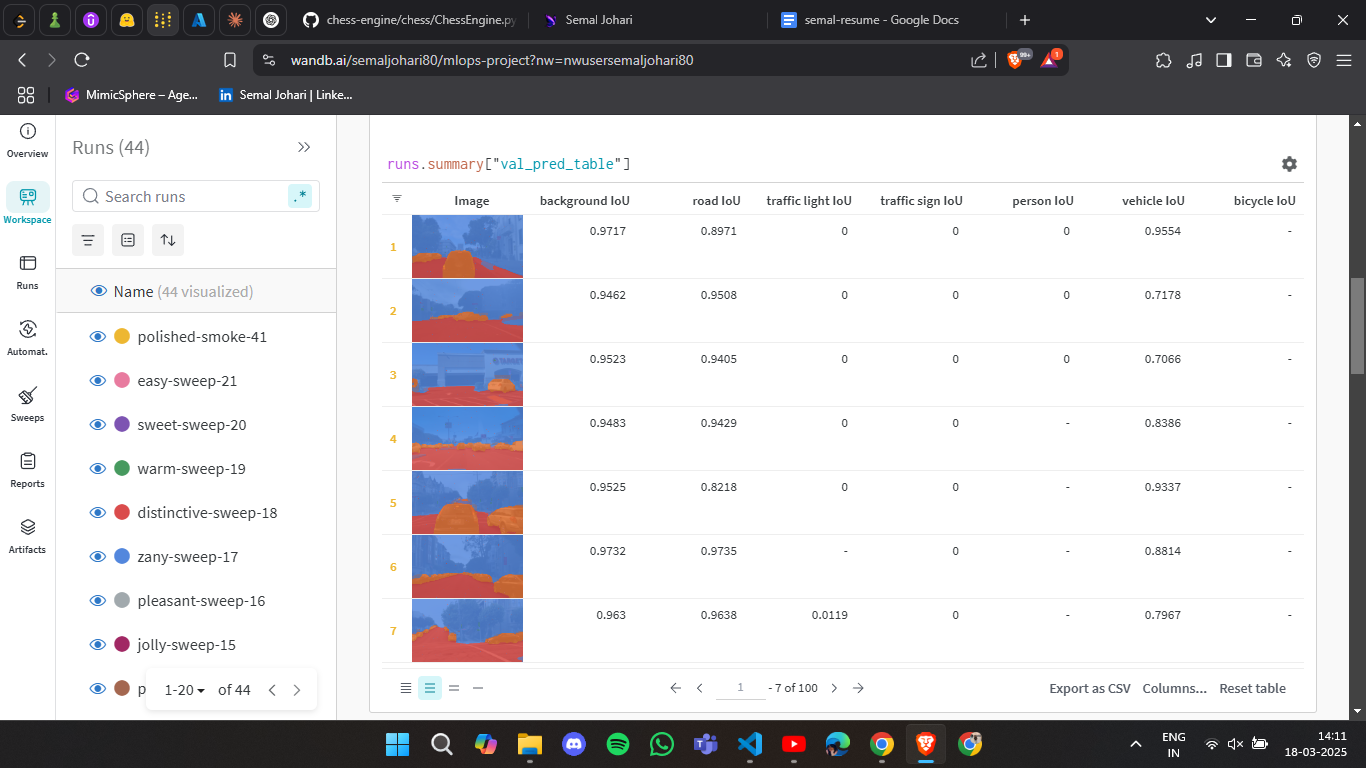 chess-engine/chess/ChessEngine.py
Semal Johari
semal-resume - Google Docs
wandb.ai/semaljohari80/mlops-project?nw=nwusersemaljohari80
99+
1
MimicSphere – Age...
Semal Johari | Linke...
Overview
Workspace
Runs
Automat.
Sweeps
Reports
Artifacts
Runs (44)
Search runs
.*
Name (44 visualized)
polished-smoke-41
easy-sweep-21
sweet-sweep-20
warm-sweep-19
distinctive-sweep-18
zany-sweep-17
pleasant-sweep-16
jolly-sweep-15
p
1-20 of 44
runs.summary["val_pred_table"]
Image background IoU road IoU traffic light IoU traffic sign IoU person IoU vehicle IoU bicycle IoU
1 0.9717 0.8971 0 0 0 0.9554 -
2 0.9462 0.9508 0 0 0 0.7178 -
3 0.9523 0.9405 0 0 0 0.7066 -
4 0.9483 0.9429 0 0 - 0.8386 -
5 0.9525 0.8218 0 0 - 0.9337 -
6 0.9732 0.9735 - 0 - 0.8814 -
7 0.963 0.9638 0.0119 0 - 0.7967 -
1 - 7 of 100
Export as CSV Columns... Reset table
ENG
IN
14:11
18-03-2025